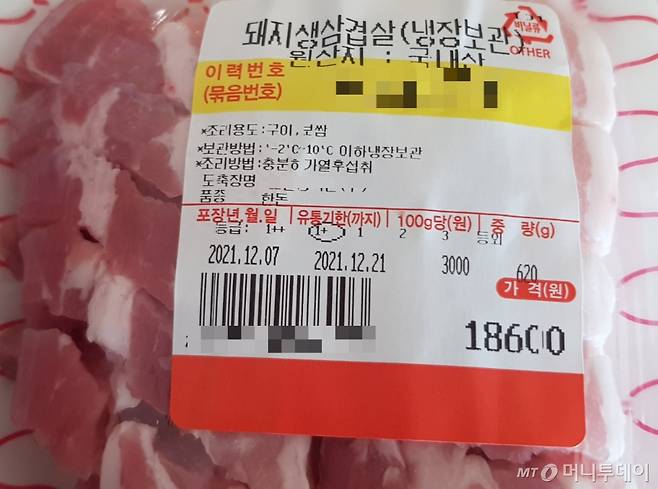 돼지생삼겹살(냉장보관)
비닐류
OTHER
원산지 : 국내산
이력번호
(묶음번호)
*조리용도:구이,보쌈
*보관방법:-2℃~10℃ 이하냉장보관
*조리방법:충분히가열후섭취
도축장명
품종 한돈
포장년.월.일 유통기한(까지) 100g당(원) 중 량(g)
등급: 1++ 1+ 1 2 3 등외
2021.12.07 2021.12.21 3000 620
가 격(원)
18600
MT 머니투데이